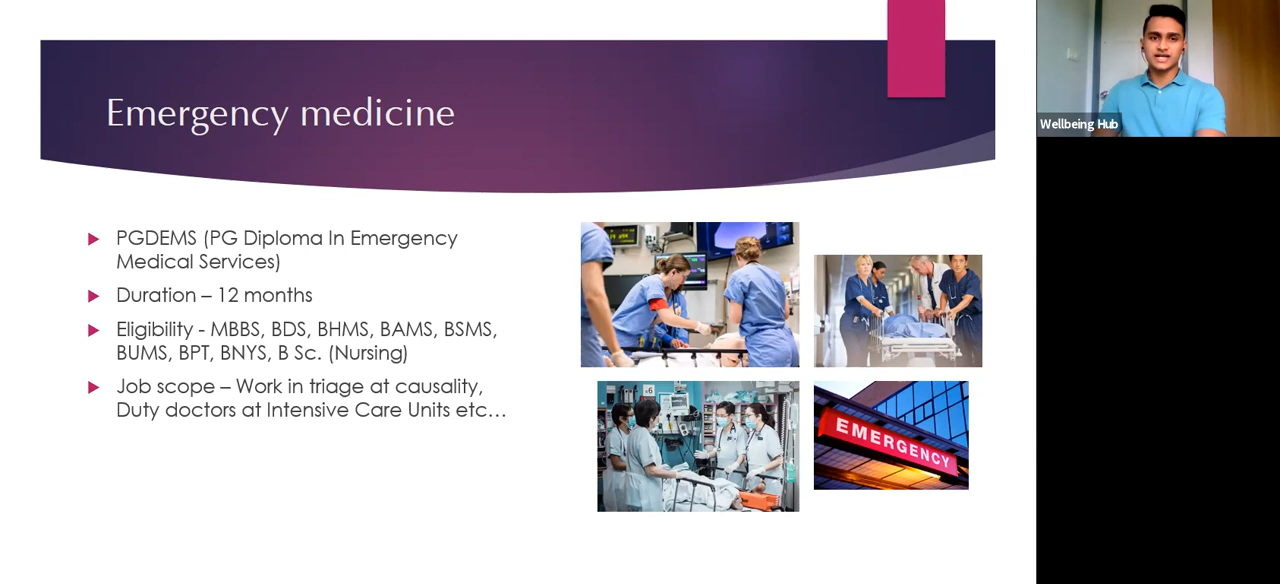 Emergency medicine
Wellbeing Hub
PGDEMS (PG Diploma In Emergency
Medical Services)
Duration – 12 months
Eligibility - MBBS, BDS, BHMS, BAMS, BSMS,
BUMS, BPT, BNYS, B Sc. (Nursing)
Job scope – Work in triage at causality,
Duty doctors at Intensive Care Units etc…
EMERGENCY